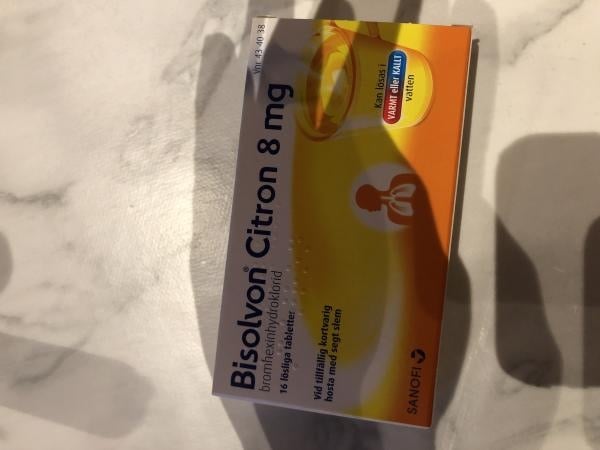 Vnr 43 40 38
Bisolvon® Citron 8 mg
bromhexinhydroklorid
16 lösliga tabletter
Vid tillfällig kortvarig
hosta med segt slem
Kan lösas i
VARMT eller KALLT
vatten
SANOFI